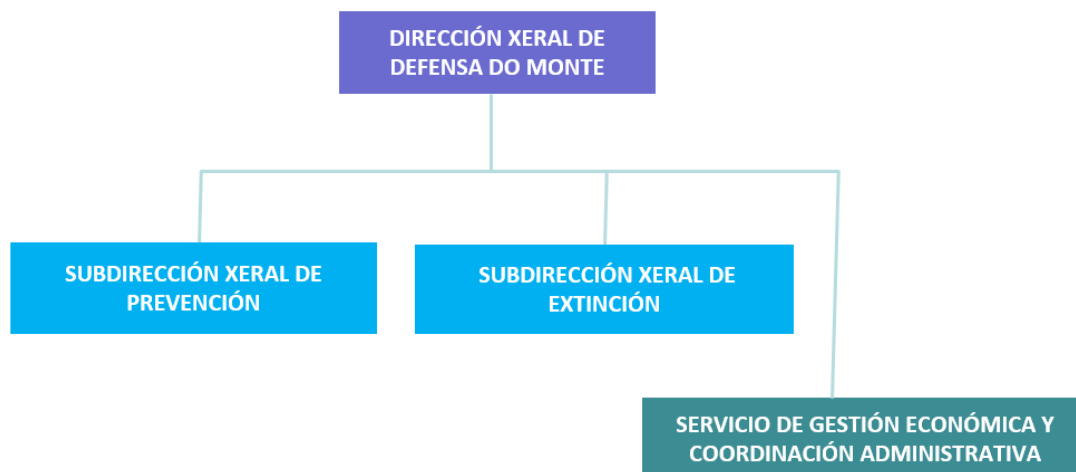 DIRECCIÓN XERAL DE
DEFENSA DO MONTE
SUBDIRECCIÓN XERAL DE
PREVENCIÓN
SUBDIRECCIÓN XERAL DE
EXTINCIÓN
SERVICIO DE GESTIÓN ECONÓMICA Y
COORDINACIÓN ADMINISTRATIVA